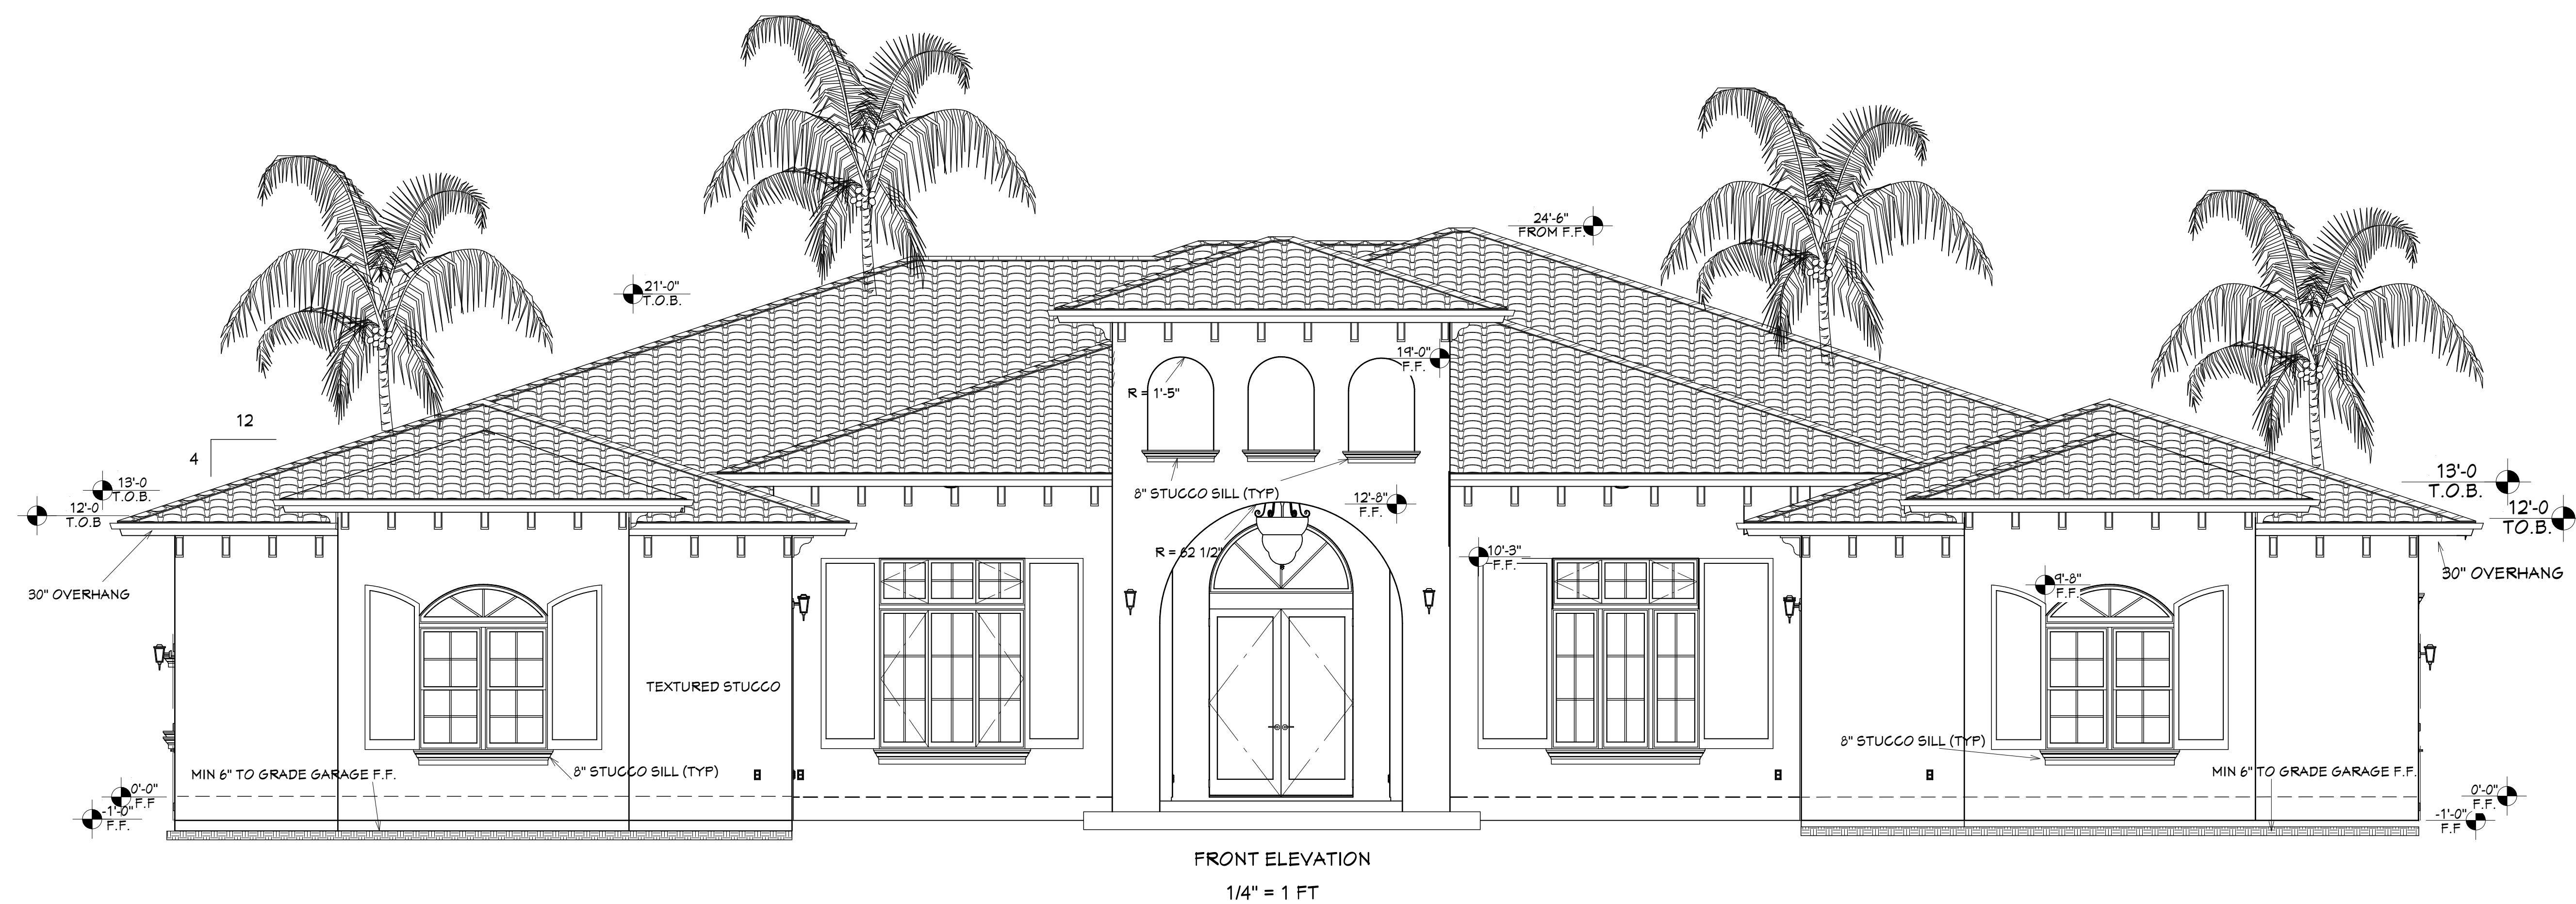 24'-6"
FROM F.F.
21'-0"
T.O.B.
19'-0"
F.F.
R = 1'-5"
12
4
13'-0
T.O.B.
12'-0
T.O.B
8" STUCCO SILL (TYP)
12'-8"
F.F.
13'-0
T.O.B.
12'-0
T.O.B.
R = 62 1/2"
10'-3"
F.F.
30" OVERHANG
9'-8"
F.F.
30" OVERHANG
TEXTURED STUCCO
8" STUCCO SILL (TYP)
MIN 6" TO GRADE GARAGE F.F.
8" STUCCO SILL (TYP)
MIN 6" TO GRADE GARAGE F.F.
0'-0"
F.F
-1'-0"
F.F.
0'-0"
F.F.
-1'-0"
F.F
FRONT ELEVATION
1/4" = 1 FT